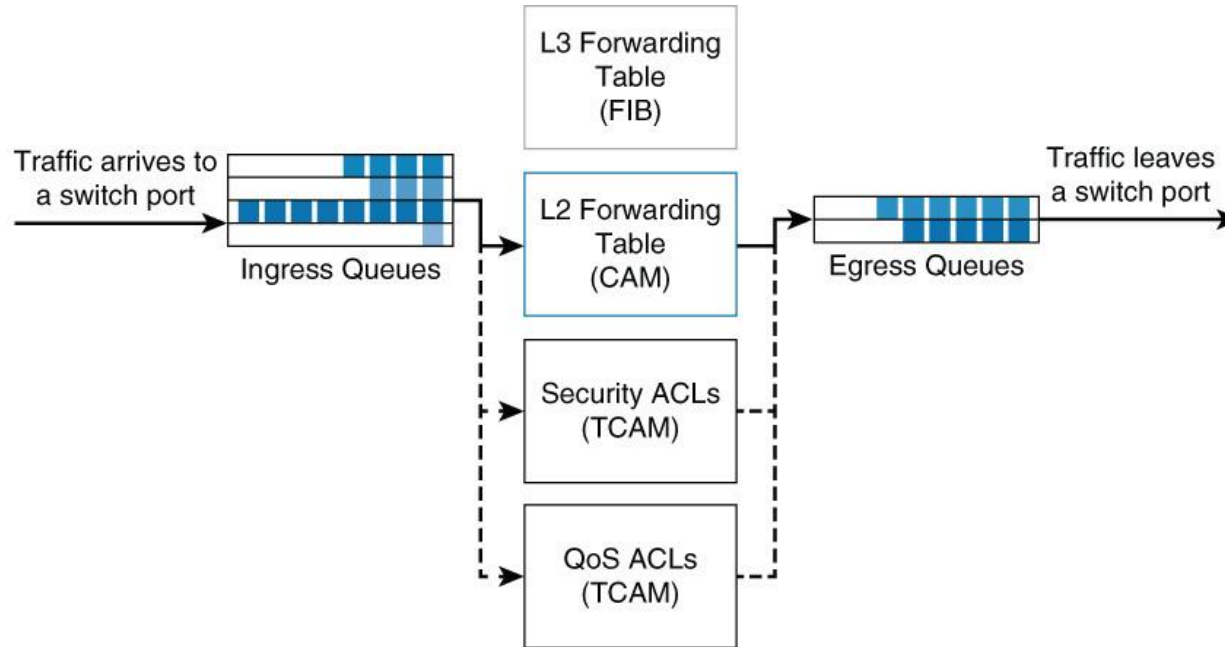 L3 Forwarding
Table
(FIB)
Traffic arrives to
a switch port
Ingress Queues
L2 Forwarding
Table
(CAM)
Traffic leaves
a switch port
Egress Queues
Security ACLs
(TCAM)
QoS ACLs
(TCAM)